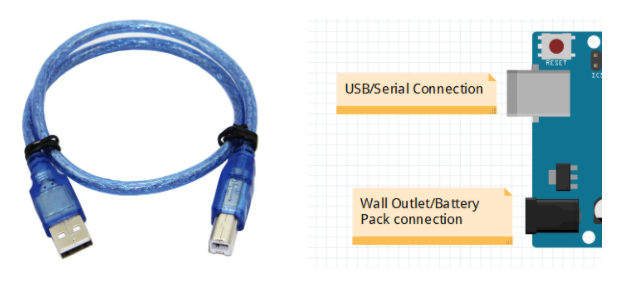 RESET
USB/Serial Connection
Wall Outlet/Battery
Pack connection